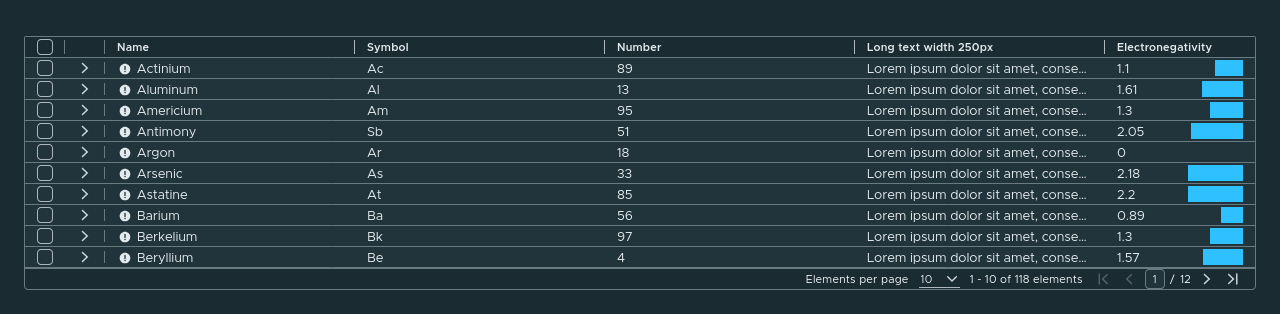 Name Symbol Number Long text width 250px Electronegativity
Actinium Ac 89 Lorem ipsum dolor sit amet, conse... 1.1
Aluminum Al 13 Lorem ipsum dolor sit amet, conse... 1.61
Americium Am 95 Lorem ipsum dolor sit amet, conse... 1.3
Antimony Sb 51 Lorem ipsum dolor sit amet, conse... 2.05
Argon Ar 18 Lorem ipsum dolor sit amet, conse... 0
Arsenic As 33 Lorem ipsum dolor sit amet, conse... 2.18
Astatine At 85 Lorem ipsum dolor sit amet, conse... 2.2
Barium Ba 56 Lorem ipsum dolor sit amet, conse... 0.89
Berkelium Bk 97 Lorem ipsum dolor sit amet, conse... 1.3
Beryllium Be 4 Lorem ipsum dolor sit amet, conse... 1.57
Elements per page 10 1 - 10 of 118 elements 1 / 12